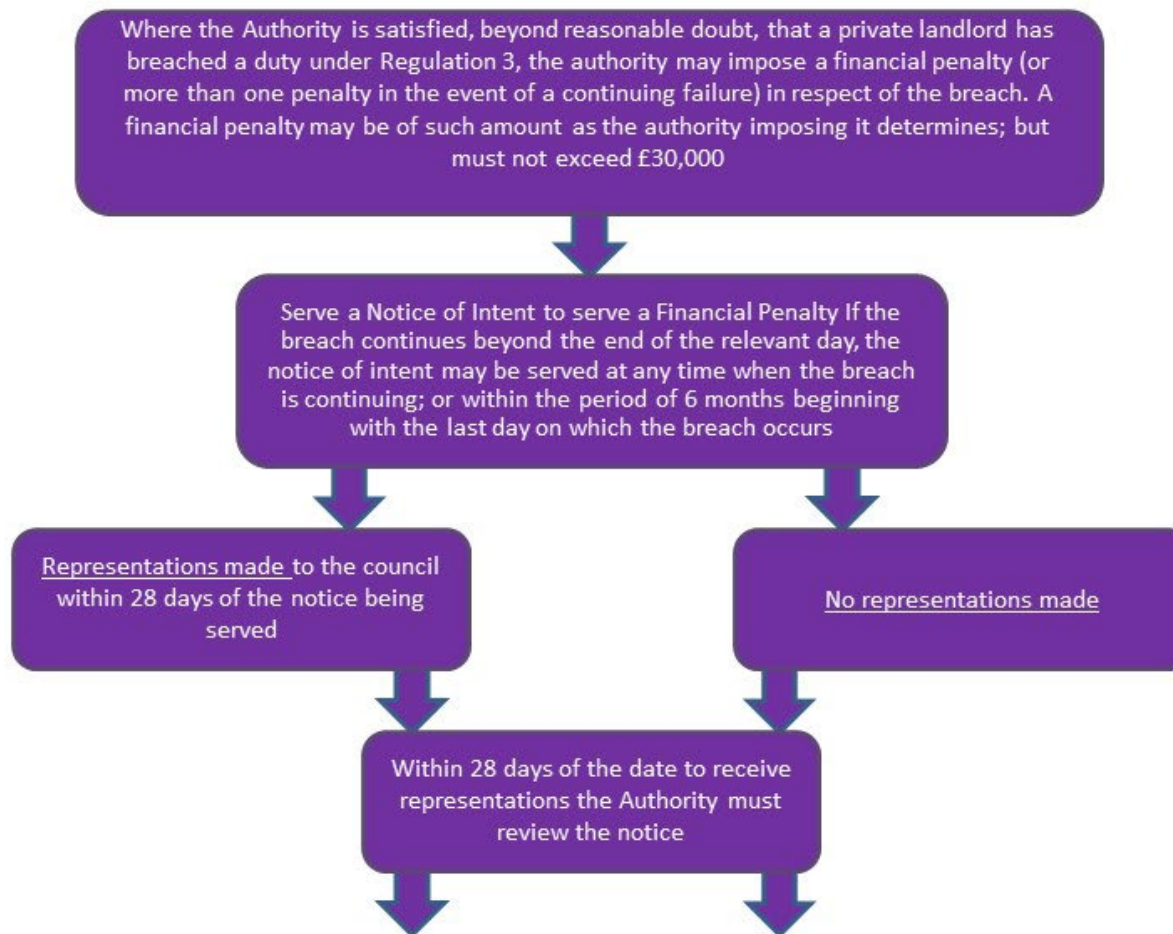 Where the Authority is satisfied, beyond reasonable doubt, that a private landlord has
breached a duty under Regulation 3, the authority may impose a financial penalty (or
more than one penalty in the event of a continuing failure) in respect of the breach. A
financial penalty may be of such amount as the authority imposing it determines; but
must not exceed £30,000
Serve a Notice of Intent to serve a Financial Penalty If the
breach continues beyond the end of the relevant day, the
notice of intent may be served at any time when the breach
is continuing; or within the period of 6 months beginning
with the last day on which the breach occurs
Representations made to the council
within 28 days of the notice being
served
No representations made
Within 28 days of the date to receive
representations the Authority must
review the notice